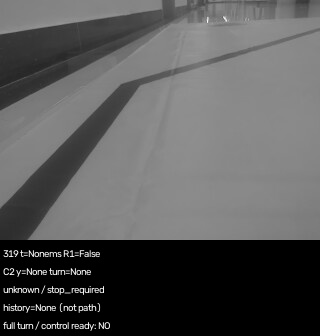 319 t=Nonems R1=False
C2 y=None turn=None
unknown / stop_required
history=None (not path)
full turn / control ready: NO